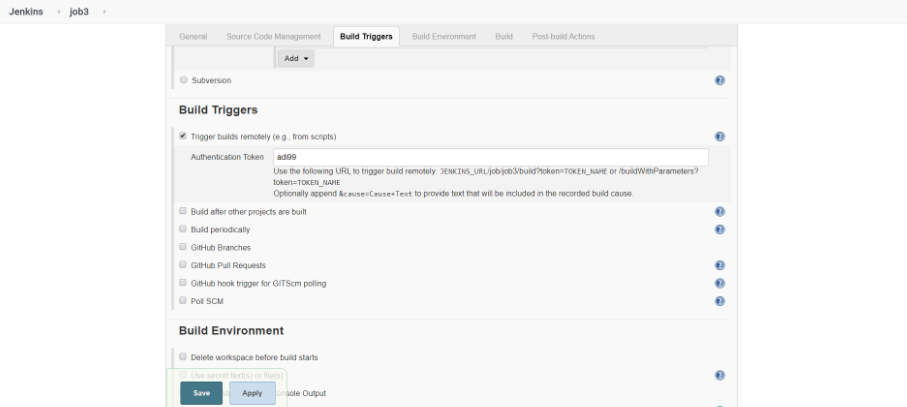 Jenkins › job3 ›
General Source Code Management Build Triggers Build Environment Build Post-build Actions
Add
Subversion
Build Triggers
Trigger builds remotely (e.g., from scripts)
Authentication Token adi99
Use the following URL to trigger build remotely: JENKINS_URL/job/job3/build?token=TOKEN_NAME or /buildWithParameters?
token=TOKEN_NAME
Optionally append &cause=Cause+Text to provide text that will be included in the recorded build cause.
Build after other projects are built
Build periodically
GitHub Branches
GitHub Pull Requests
GitHub hook trigger for GITScm polling
Poll SCM
Build Environment
Delete workspace before build starts
Use secret text(s) or file(s)
Save Apply Console Output